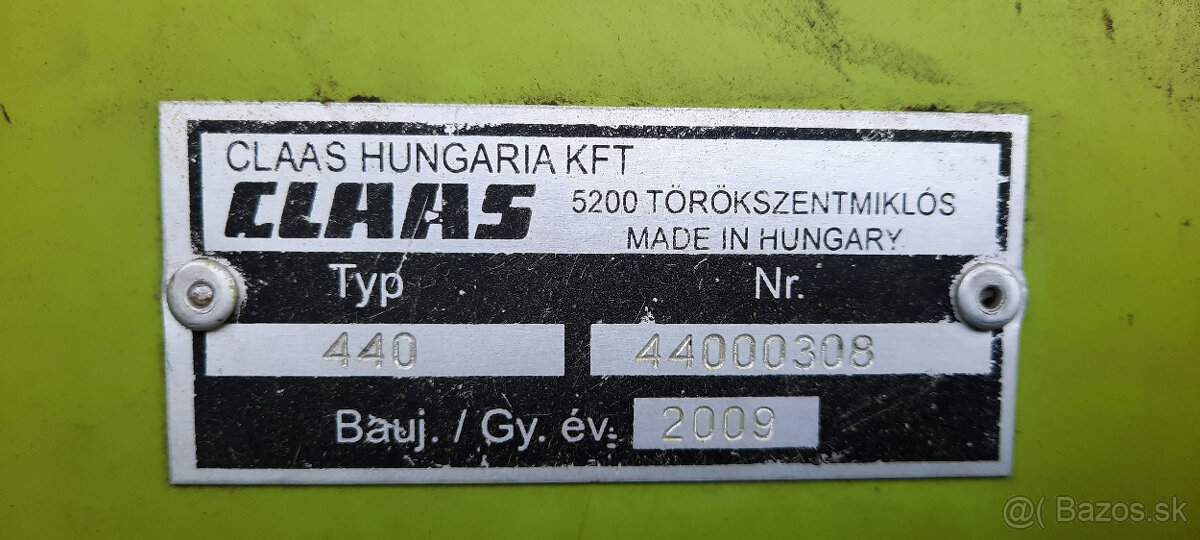 CLAAS HUNGARIA KFT
CLAAS 5200 TÖRÖKSZENTMIKLÓS
MADE IN HUNGARY
Typ Nr.
440 44000308
Bauj. / Gy. év. 2009
@( Bazos.sk